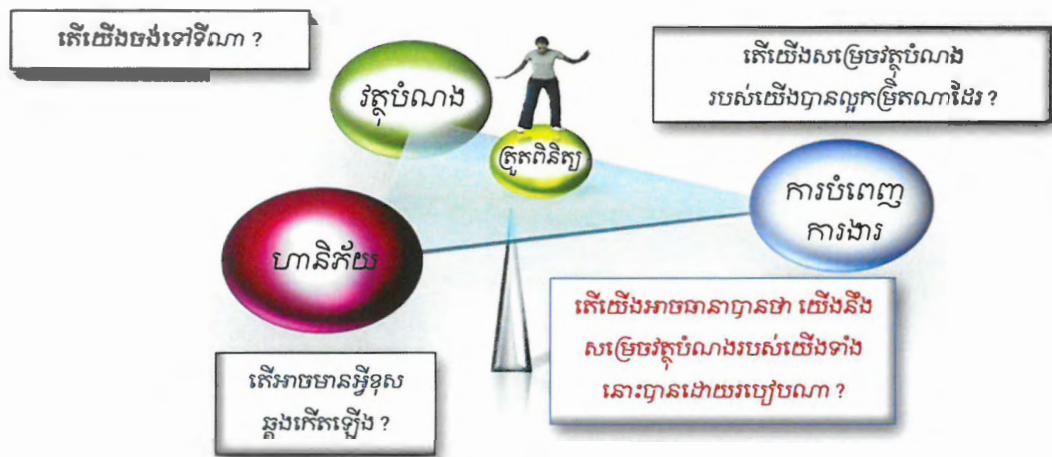 តើយើងចង់ទៅទីណា ?
វត្ថុបំណង
ត្រួតពិនិត្យ
តើយើងសម្រេចវត្ថុបំណង
របស់យើងបានល្អកម្រិតណាដែរ ?
ការបំពេញ
ការងារ
ហានិភ័យ
តើយើងអាចធានាបានថា យើងនឹង
សម្រេចវត្ថុបំណងរបស់យើងទាំង
នោះបានដោយរបៀបណា ?
តើអាចមានអ្វីខុស
ឆ្គងកើតឡើង ?